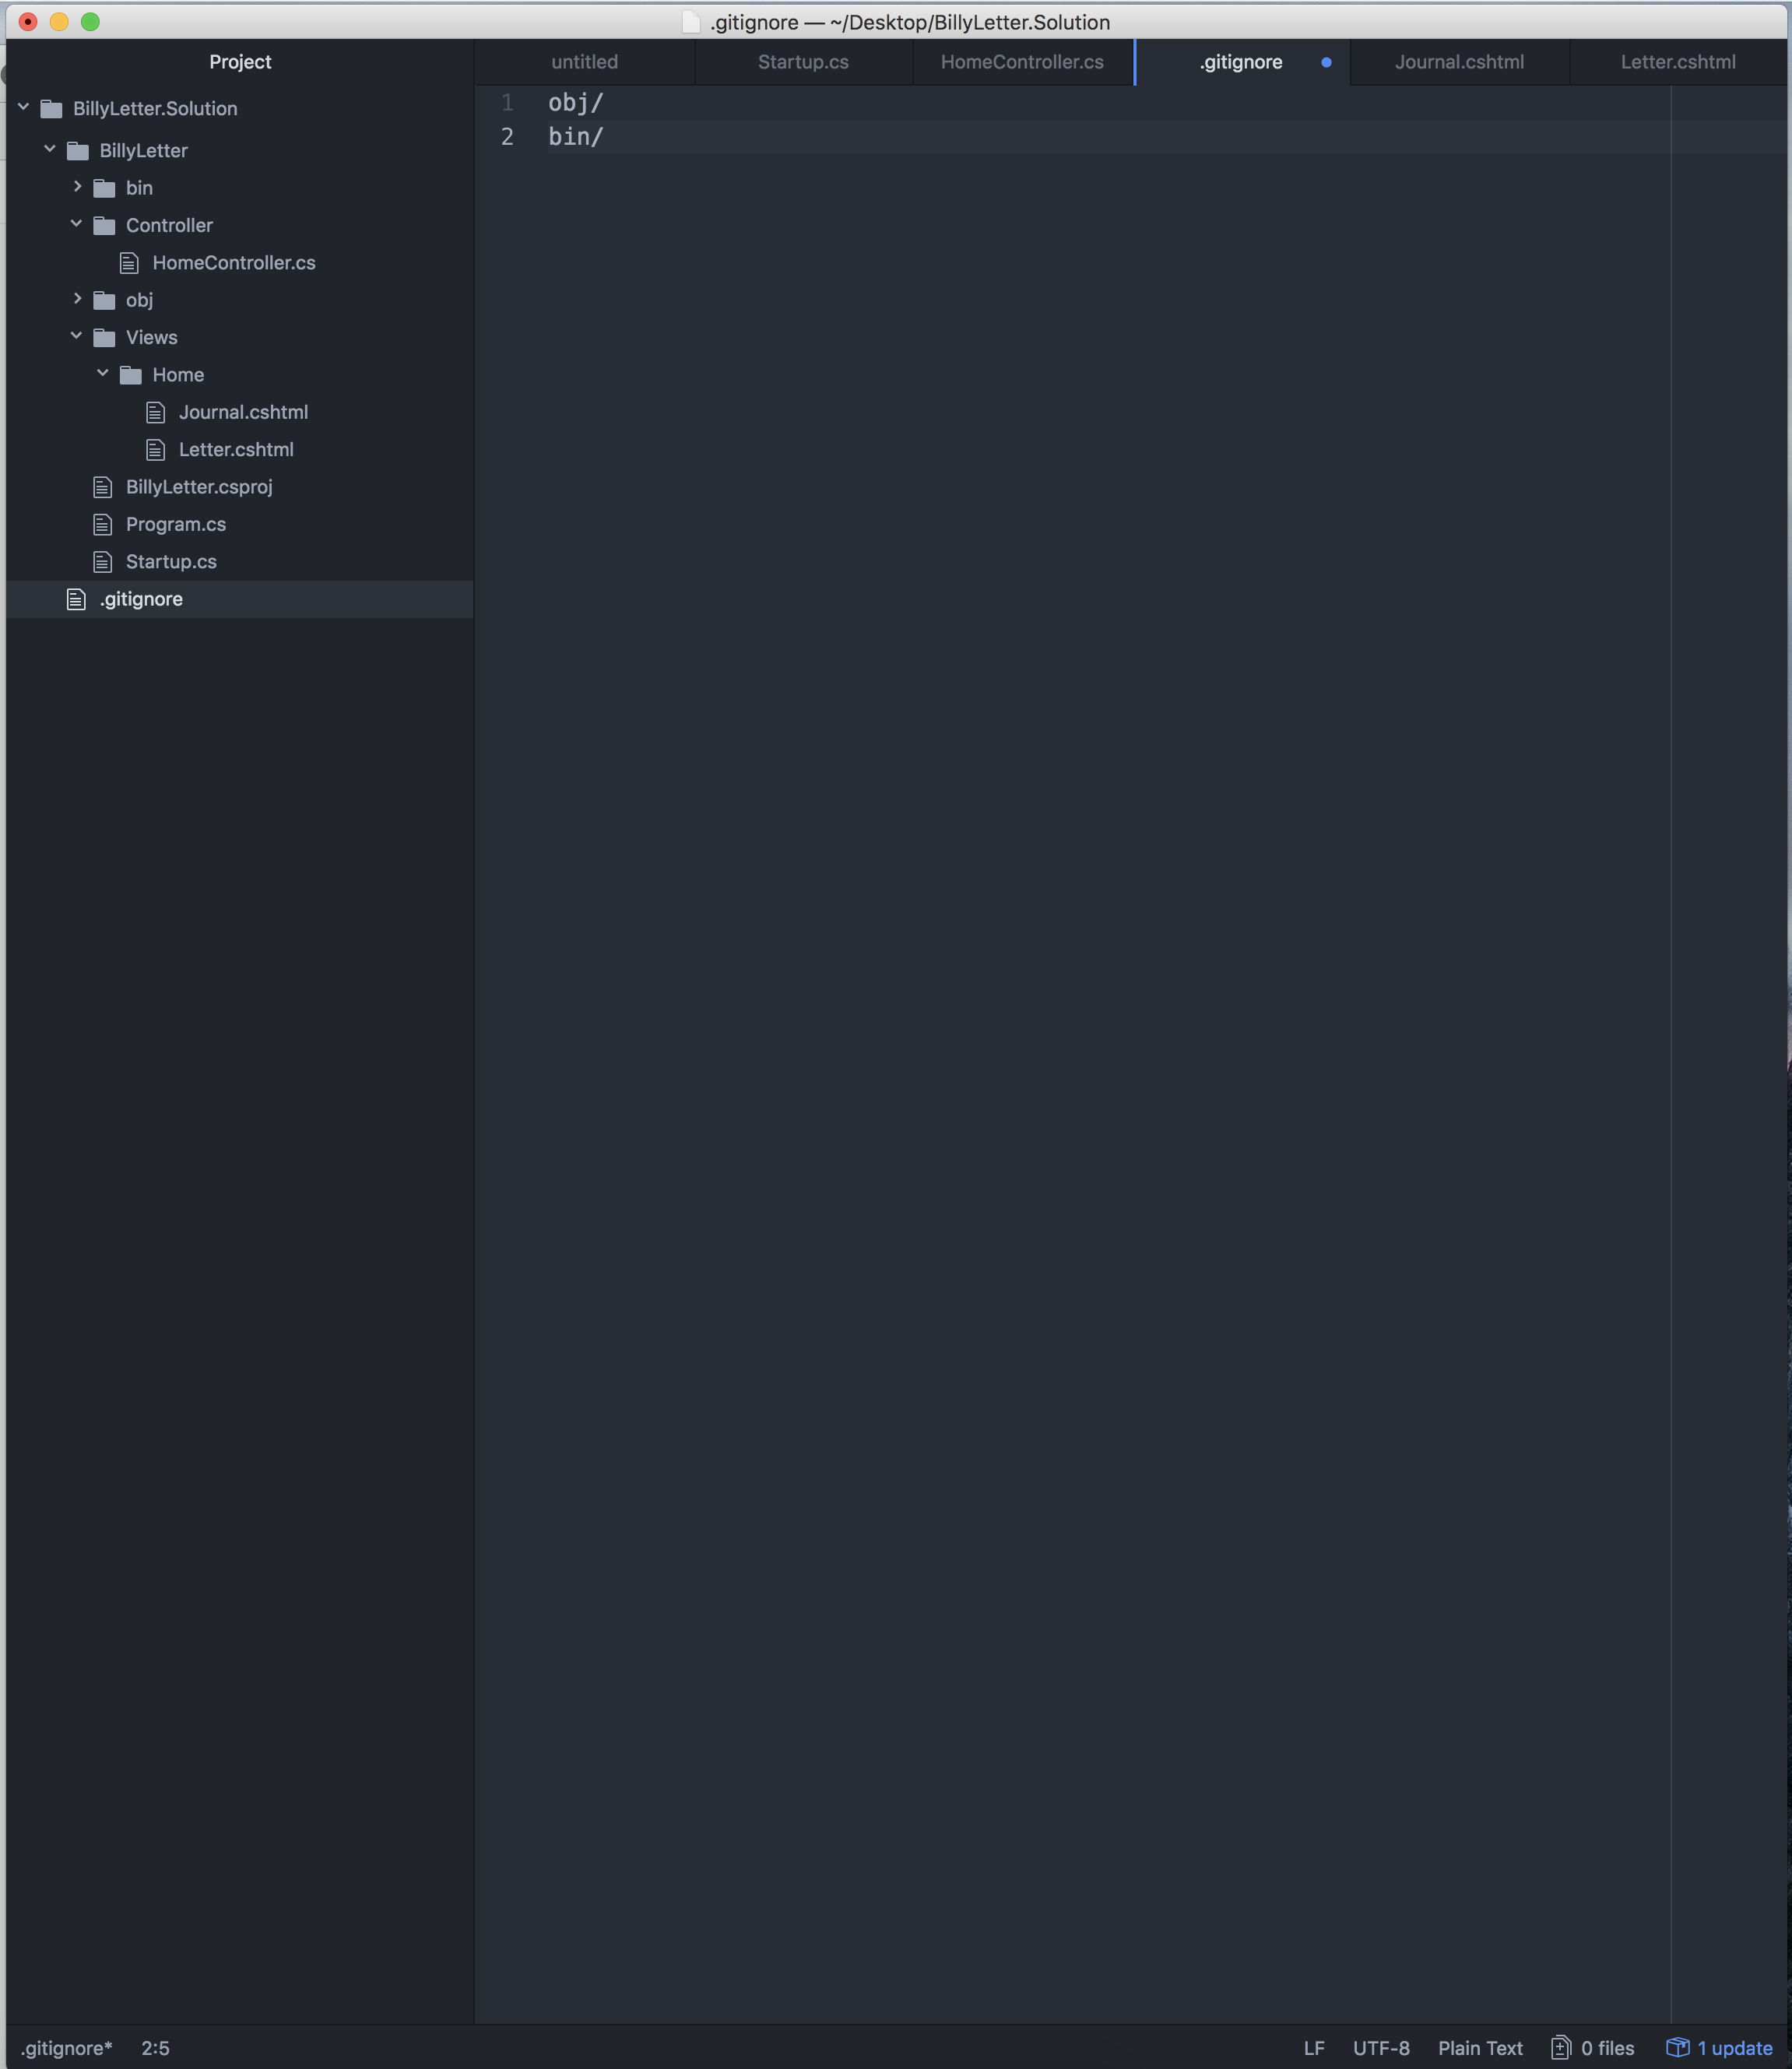 .gitignore — ~/Desktop/BillyLetter.Solution
Project
untitled
Startup.cs
HomeController.cs
.gitignore
Journal.cshtml
Letter.cshtml
BillyLetter.Solution
BillyLetter
bin
Controller
HomeController.cs
obj
Views
Home
Journal.cshtml
Letter.cshtml
BillyLetter.csproj
Program.cs
Startup.cs
.gitignore
1 obj/
2 bin/
.gitignore* 2:5 LF UTF-8 Plain Text 0 files 1 update